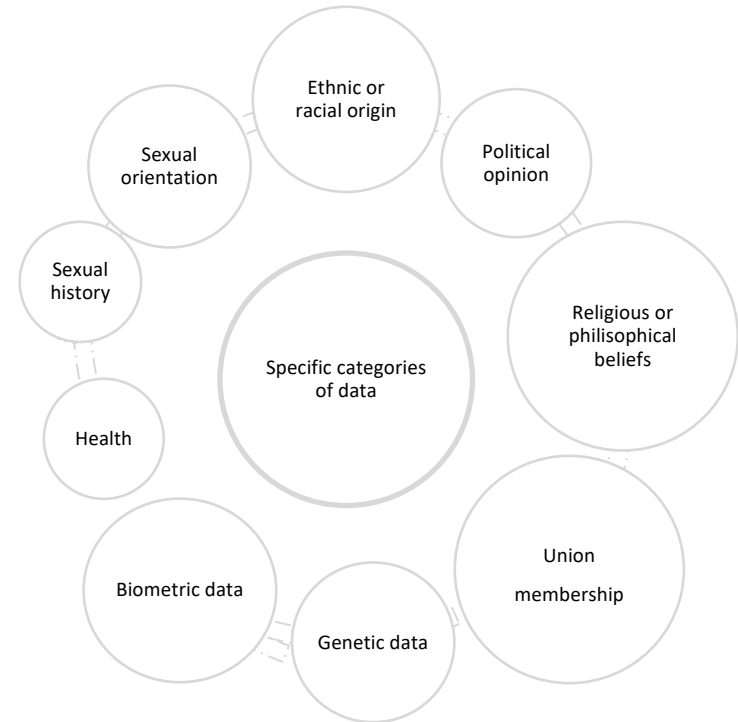 Ethnic or
racial origin
Political
opinion
Religious or
philisophical
beliefs
Union
membership
Genetic data
Biometric data
Health
Sexual
history
Sexual
orientation
Specific categories
of data